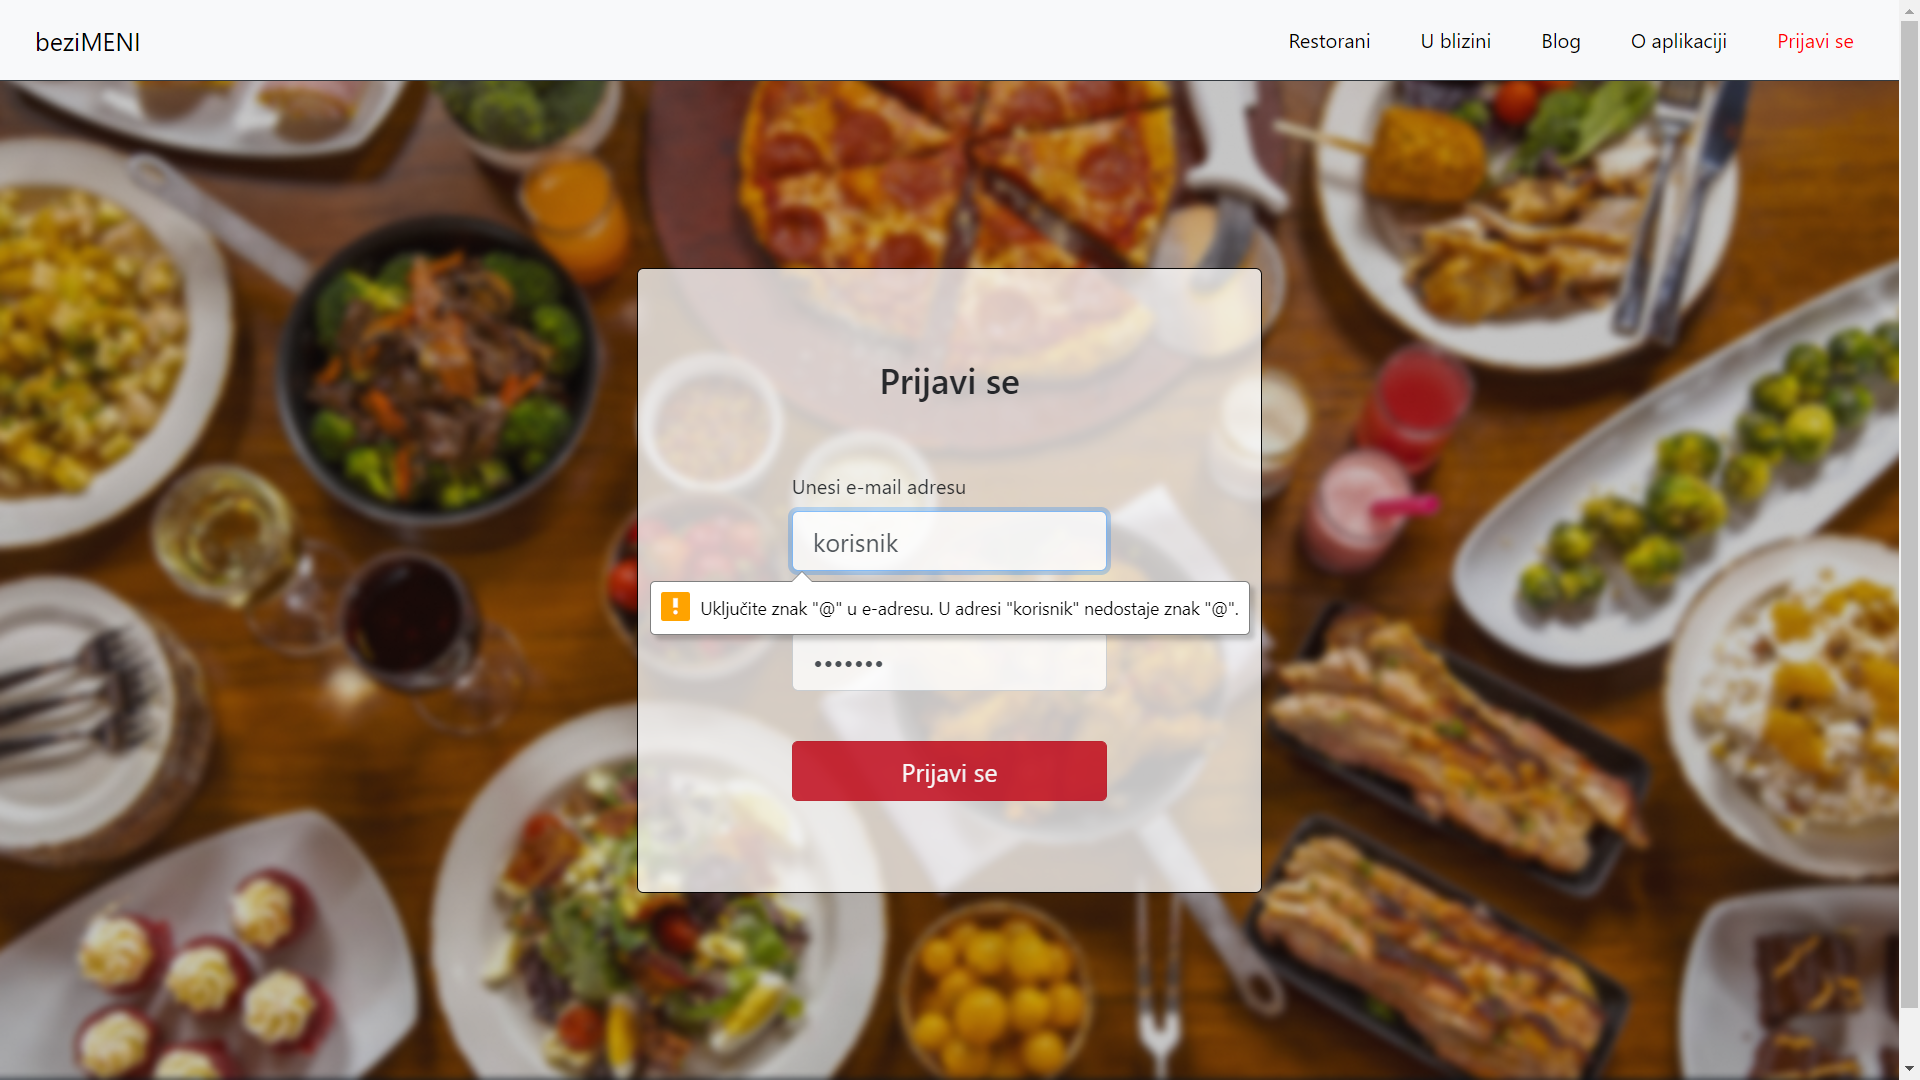 beziMENI
Restorani U blizini Blog O aplikaciji Prijavi se
Prijavi se
Unesi e-mail adresu
korisnik
Uključite znak "@" u e-adresu. U adresi "korisnik" nedostaje znak "@".
•••••••
Prijavi se